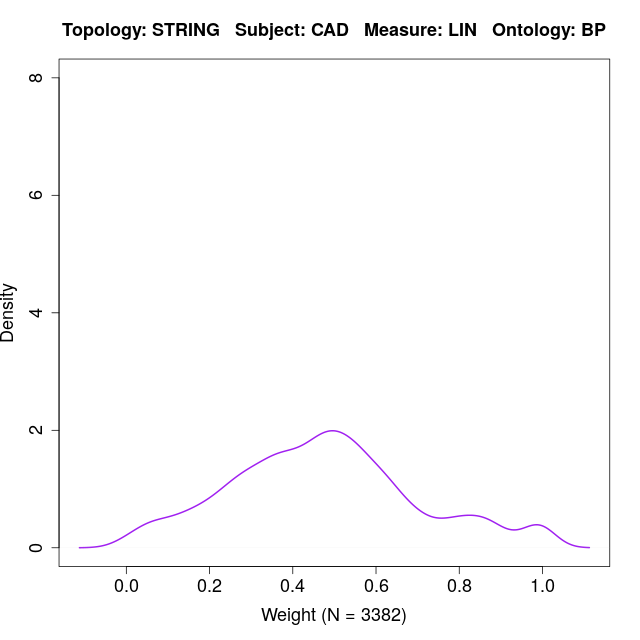 Topology: STRING   Subject: CAD   Measure: LIN   Ontology: BP
Density
8
6
4
2
0
0.0 0.2 0.4 0.6 0.8 1.0
Weight (N = 3382)